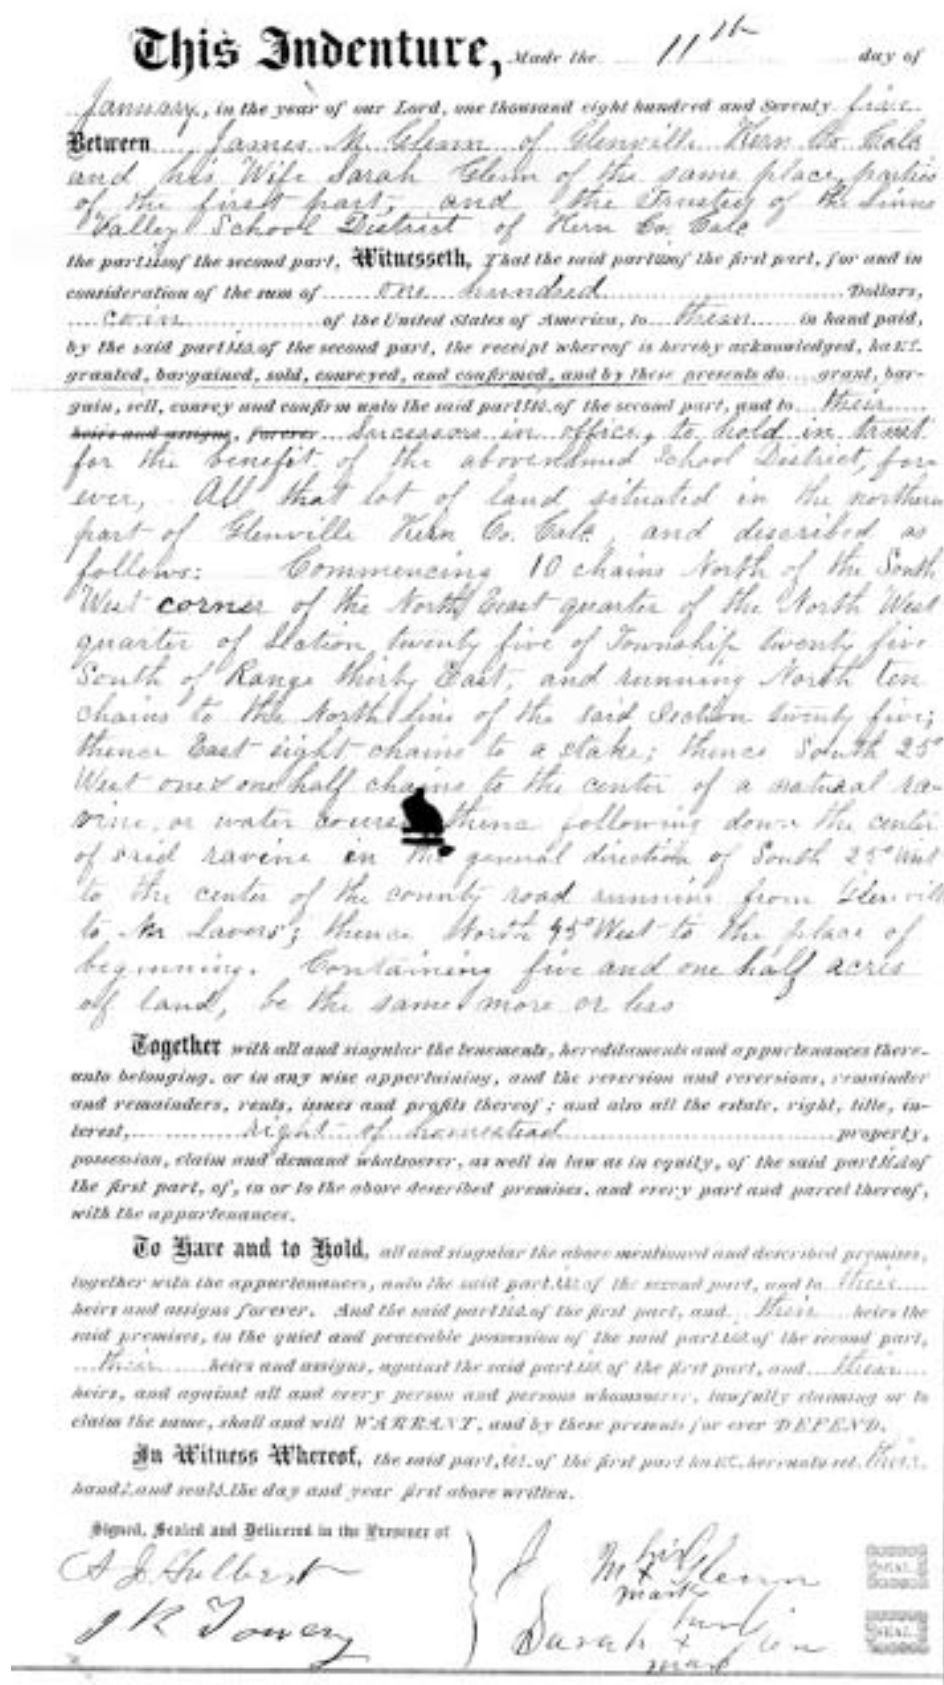 This Indenture, Made the 11th day of
January, in the year of our Lord, one thousand eight hundred and Seventy five
Between James M. Glenn of Glenville Kern Co. Cala
and his Wife Sarah Glenn of the same place, parties
of the first part, and the Trustees of the Linns
Valley School District of Kern Co. Cala
the parties of the second part, Witnesseth, That the said parties of the first part, for and in
consideration of the sum of one hundred Dollars,
coin of the United States of America, to them in hand paid,
by the said parties of the second part, the receipt whereof is hereby acknowledged, have
granted, bargained, sold, conveyed, and confirmed, and by these presents do grant, bar-
gain, sell, convey and confirm unto the said parties of the second part, and to their
heirs and assigns, forever Successors in office, to hold in trust
for the benefit of the above named School District, for-
ever, All that lot of land situated in the northern
part of Glenville Kern Co. Cala, and described as
follows: Commencing 10 chains North of the South
West corner of the North East quarter of the North West
quarter of Section twenty five of Township twenty five
South of Range thirty East, and running North ten
chains to the North line of the said Section twenty five;
thence East eight chains to a stake; thence South 25°
West one & one half chains to the center of a natural ra-
vine, or water course thence following down the center
of said ravine in the general direction of South 25° West
to the center of the county road running from Glenvill
to Mr Lavers; thence North 45° West to the place of
beginning. Containing five and one half acres
of land, be the same more or less
Together with all and singular the tenements, hereditaments and appurtenances there-
unto belonging, or in any wise appertaining, and the reversion and reversions, remainder
and remainders, rents, issues and profits thereof; and also all the estate, right, title, in-
terest, right of homestead property,
possession, claim and demand whatsoever, as well in law as in equity, of the said parties of
the first part, of, in or to the above described premises, and every part and parcel thereof,
with the appurtenances.
To Have and to Hold, all and singular the above mentioned and described premises,
together with the appurtenances, unto the said parties of the second part, and to their
heirs and assigns forever. And the said parties of the first part, and their heirs the
said premises, in the quiet and peaceable possession of the said parties of the second part,
their heirs and assigns, against the said parties of the first part, and their
heirs, and against all and every person and persons whomsoever, lawfully claiming or to
claim the same, shall and will WARRANT, and by these presents for ever DEFEND.
In Witness Whereof, the said parties of the first part have hereunto set their
hands and seals the day and year first above written.
Signed, Sealed and Delivered in the Presence of
J M his x mark Glenn SEAL
Sarah her x mark Glen SEAL